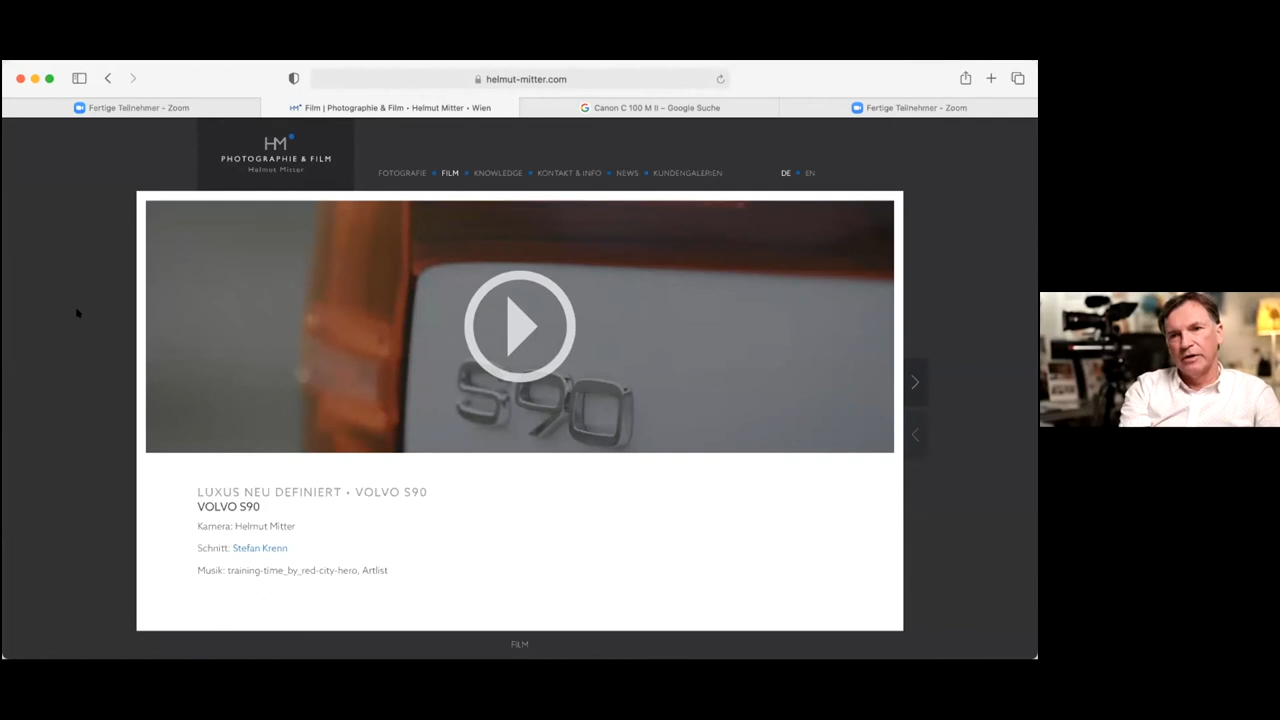 helmut-mitter.com
Fertige Teilnehmer - Zoom
HM Film | Photographie & Film • Helmut Mitter • Wien
Canon C 100 M II – Google Suche
Fertige Teilnehmer - Zoom
HM
PHOTOGRAPHIE & FILM
Helmut Mitter
FOTOGRAFIE • FILM • KNOWLEDGE • KONTAKT & INFO • NEWS • KUNDENGALERIEN
DE • EN
S90
LUXUS NEU DEFINIERT • VOLVO S90
VOLVO S90
Kamera: Helmut Mitter
Schnitt: Stefan Krenn
Musik: training-time_by_red-city-hero, Artlist
FILM